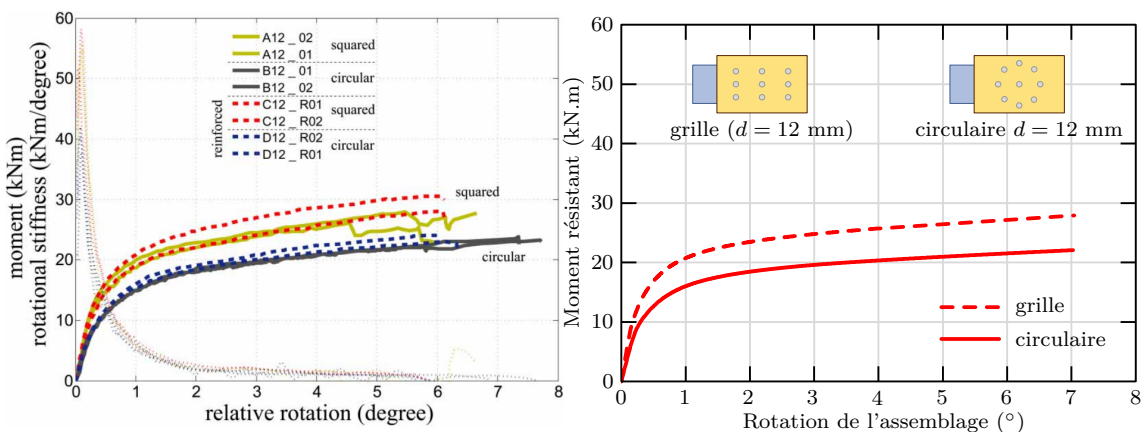 moment (kNm)
rotational stiffness (kNm/degree)
60
50
40
30
20
10
0
A12 _ 02
A12 _ 01
squared
B12 _ 01
B12 _ 02
circular
reinforced
C12 _ R01
C12 _ R02
squared
D12 _ R02
D12 _ R01
circular
squared
circular
0 1 2 3 4 5 6 7 8
relative rotation (degree)
Moment résistant (kN.m)
60
50
40
30
20
10
0
grille (d = 12 mm)
circulaire d = 12 mm
grille
circulaire
0 1 2 3 4 5 6 7 8
Rotation de l'assemblage (°)